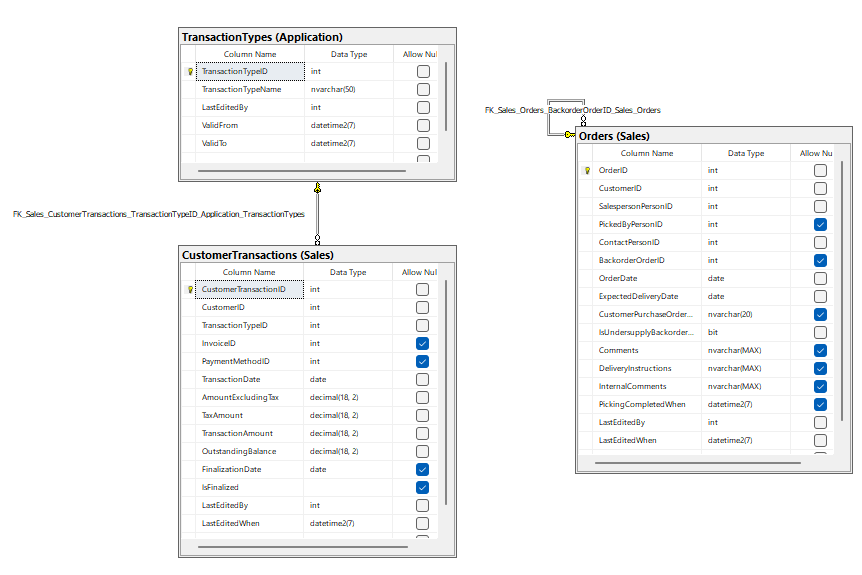 TransactionTypes (Application)
Column Name Data Type Allow Nul
TransactionTypeID int
TransactionTypeName nvarchar(50)
LastEditedBy int
ValidFrom datetime2(7)
ValidTo datetime2(7)
FK_Sales_CustomerTransactions_TransactionTypeID_Application_TransactionTypes
CustomerTransactions (Sales)
Column Name Data Type Allow Nul
CustomerTransactionID int
CustomerID int
TransactionTypeID int
InvoiceID int
PaymentMethodID int
TransactionDate date
AmountExcludingTax decimal(18, 2)
TaxAmount decimal(18, 2)
TransactionAmount decimal(18, 2)
OutstandingBalance decimal(18, 2)
FinalizationDate date
IsFinalized
LastEditedBy int
LastEditedWhen datetime2(7)
FK_Sales_Orders_BackorderOrderID_Sales_Orders
Orders (Sales)
Column Name Data Type Allow Nu
OrderID int
CustomerID int
SalespersonPersonID int
PickedByPersonID int
ContactPersonID int
BackorderOrderID int
OrderDate date
ExpectedDeliveryDate date
CustomerPurchaseOrder... nvarchar(20)
IsUndersupplyBackorder... bit
Comments nvarchar(MAX)
DeliveryInstructions nvarchar(MAX)
InternalComments nvarchar(MAX)
PickingCompletedWhen datetime2(7)
LastEditedBy int
LastEditedWhen datetime2(7)